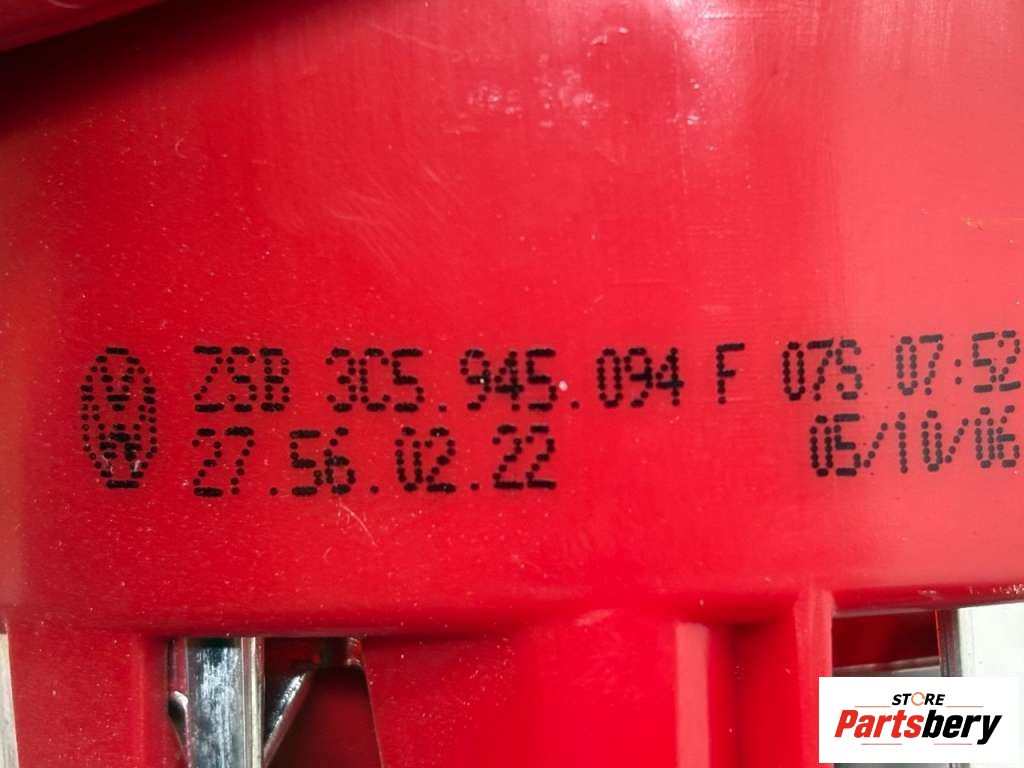 ZSB 3C5.945.094 F 07S 07:52
27.56.02.22 05/10/06
STORE
Partsbery